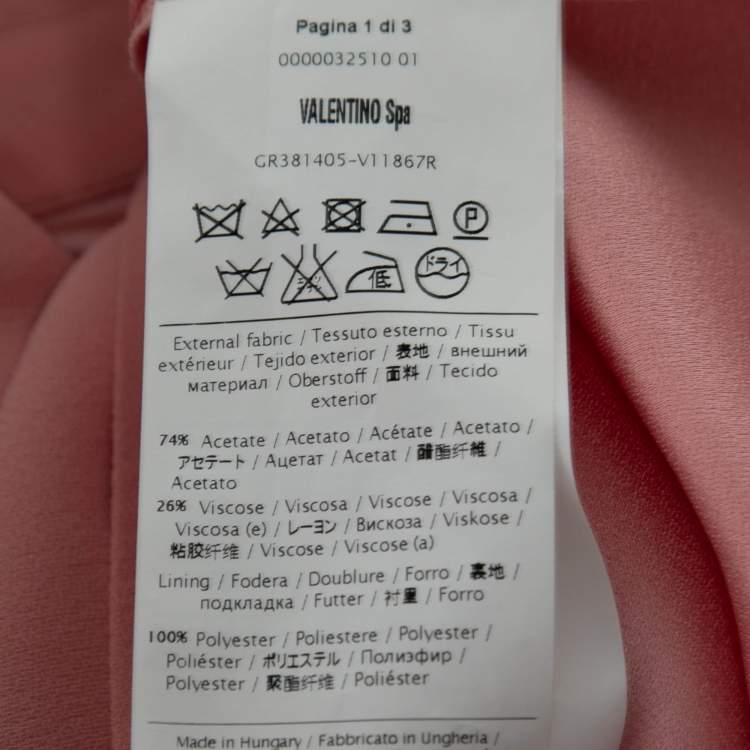 Pagina 1 di 3
0000032510 01
VALENTINO Spa
GR381405-V11867R
P
低 ドライ
External fabric / Tessuto esterno / Tissu
extérieur / Tejido exterior / 表地 / внешний
материал / Oberstoff / 面料 / Tecido
exterior
74% Acetate / Acetato / Acétate / Acetato /
アセテート / Ацетат / Acetat / 醋酯纤维 /
Acetato
26% Viscose / Viscosa / Viscose / Viscosa /
Viscosa (e) / レーヨン / Вискоза / Viskose /
粘胶纤维 / Viscose / Viscose (a)
Lining / Fodera / Doublure / Forro / 裏地 /
подкладка / Futter / 衬里 / Forro
100% Polyester / Poliestere / Polyester /
Poliéster / ポリエステル / Полиэфир /
Polyester / 聚酯纤维 / Poliéster
Made in Hungary / Fabbricato in Ungheria /